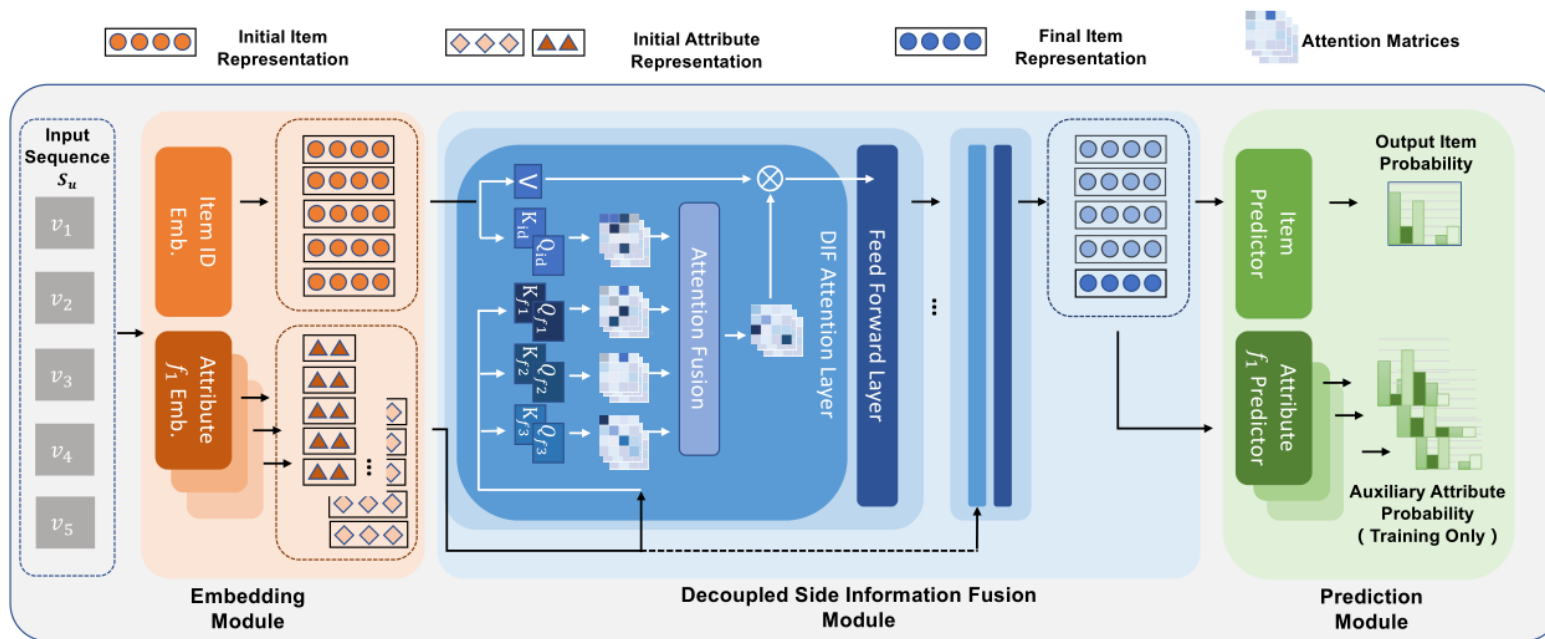 Initial Item
Representation
Initial Attribute
Representation
Final Item
Representation
Attention Matrices
Input
Sequence
S_u
v_1
v_2
v_3
v_4
v_5
Item ID
Emb.
Attribute
f_1 Emb.
...
Embedding
Module
V
K_id
Q_id
K_f1
Q_f1
K_f2
Q_f2
K_f3
Q_f3
Attention Fusion
DIF Attention Layer
Feed Forward Layer
...
Decoupled Side Information Fusion
Module
Item
Predictor
Attribute
f_1 Predictor
Output Item
Probability
Auxiliary Attribute
Probability
( Training Only )
Prediction
Module